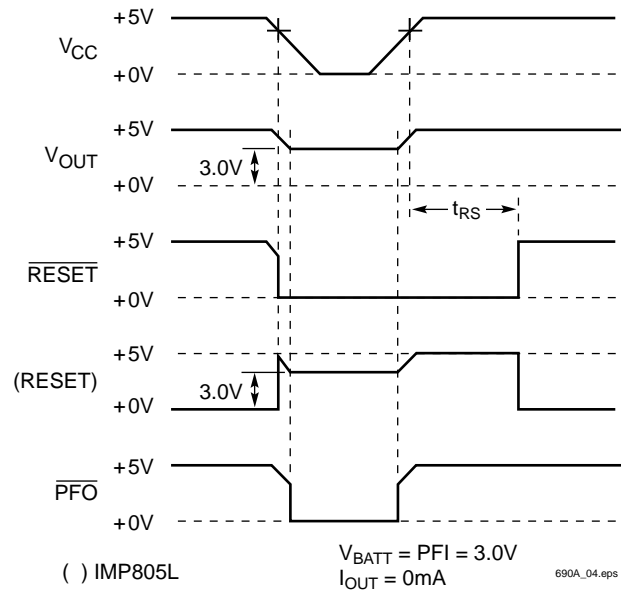 +5V
VCC
+0V
+5V
VOUT
3.0V
+0V
tRS
+5V
RESET
+0V
+5V
(RESET)
3.0V
+0V
+5V
PFO
+0V
( ) IMP805L
VBATT = PFI = 3.0V
IOUT = 0mA
690A_04.eps